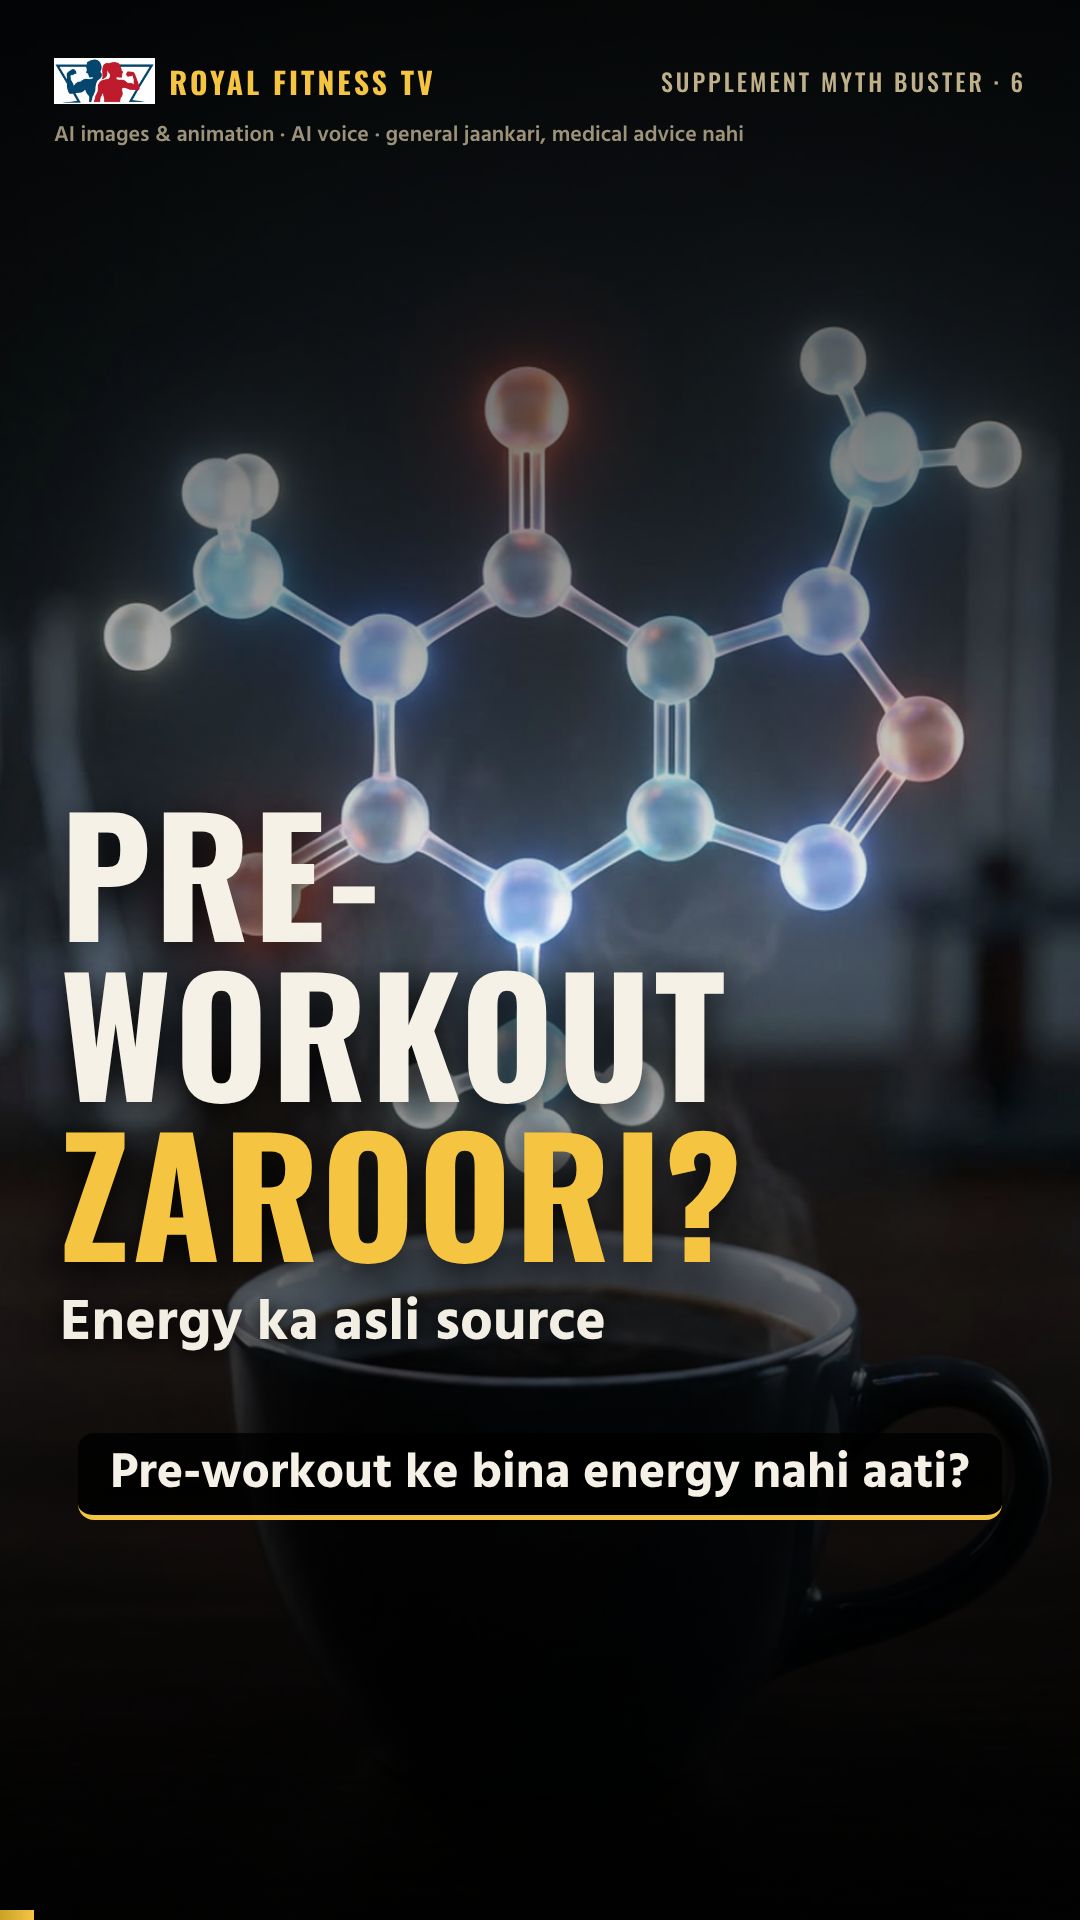 ROYAL FITNESS TV
SUPPLEMENT MYTH BUSTER · 6
AI images & animation · AI voice · general jaankari, medical advice nahi
PRE-
WORKOUT
ZAROORI?
Energy ka asli source
Pre-workout ke bina energy nahi aati?